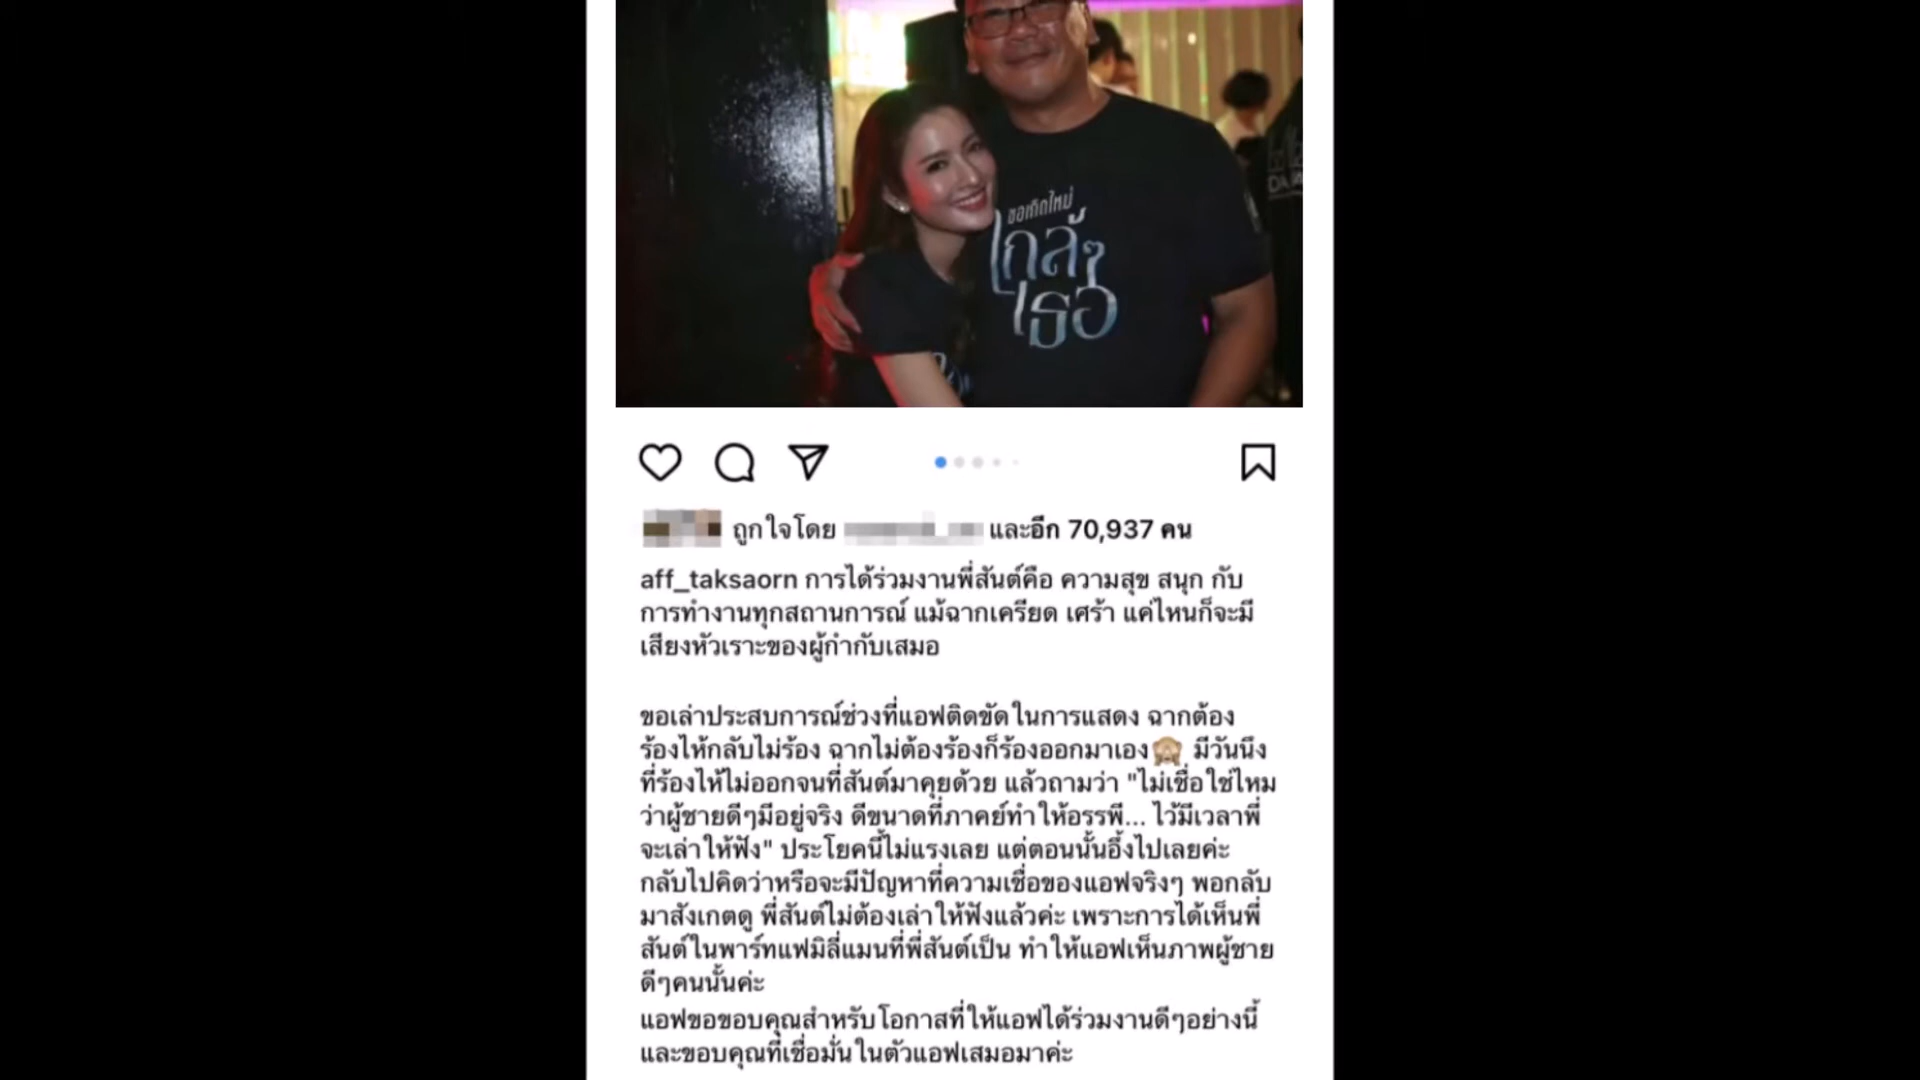 ขอเกิดใหม่
ใกล้ๆ
เธอ
ถูกใจโดย และอีก 70,937 คน
aff_taksaorn การได้ร่วมงานพี่สันต์คือ ความสุข สนุก กับ
การทำงานทุกสถานการณ์ แม้ฉากเครียด เศร้า แค่ไหนก็จะมี
เสียงหัวเราะของผู้กำกับเสมอ
ขอเล่าประสบการณ์ช่วงที่แอฟติดขัดในการแสดง ฉากต้อง
ร้องไห้กลับไม่ร้อง ฉากไม่ต้องร้องก็ร้องออกมาเอง🙈 มีวันนึง
ที่ร้องไห้ไม่ออกจนที่สันต์มาคุยด้วย แล้วถามว่า "ไม่เชื่อใช่ไหม
ว่าผู้ชายดีๆมีอยู่จริง ดีขนาดที่ภาคย์ทำให้อรรพี... ไว้มีเวลาพี่
จะเล่าให้ฟัง" ประโยคนี้ไม่แรงเลย แต่ตอนนั้นอึ้งไปเลยค่ะ
กลับไปคิดว่าหรือจะมีปัญหาที่ความเชื่อของแอฟจริงๆ พอกลับ
มาสังเกตดู พี่สันต์ไม่ต้องเล่าให้ฟังแล้วค่ะ เพราะการได้เห็นพี่
สันต์ในพาร์ทแฟมิลี่แมนที่พี่สันต์เป็น ทำให้แอฟเห็นภาพผู้ชาย
ดีๆคนนั้นค่ะ
แอฟขอขอบคุณสำหรับโอกาสที่ให้แอฟได้ร่วมงานดีๆอย่างนี้
และขอบคุณที่เชื่อมั่นในตัวแอฟเสมอมาค่ะ